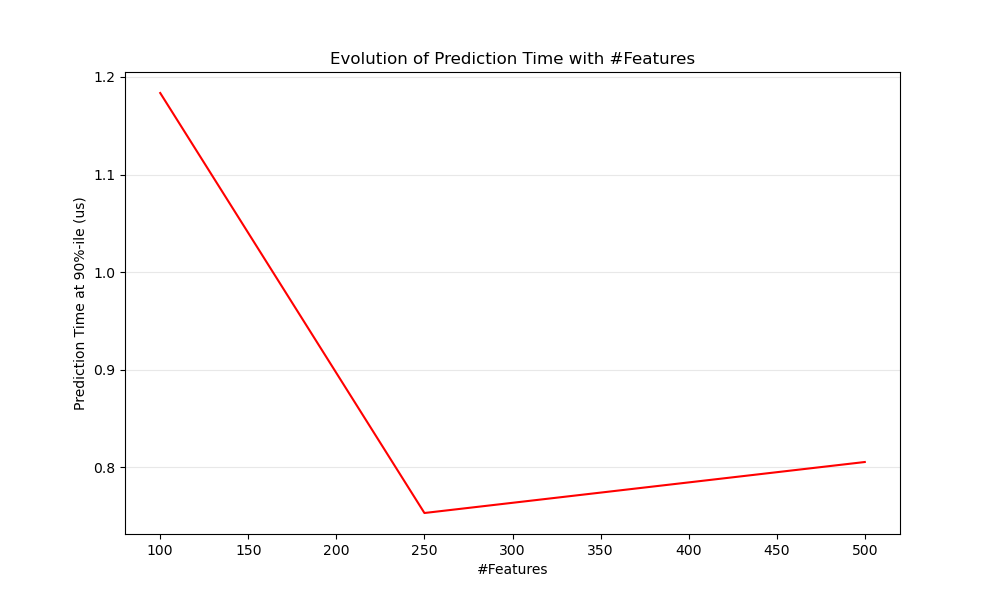 Evolution of Prediction Time with #Features
Prediction Time at 90%-ile (us)
1.2
1.1
1.0
0.9
0.8
100 150 200 250 300 350 400 450 500
#Features